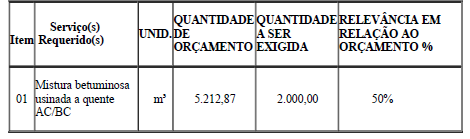 Item Serviço(s) Requerido(s) UNID. QUANTIDADE DE ORÇAMENTO QUANTIDADE A SER EXIGIDA RELEVÂNCIA EM RELAÇÃO AO ORÇAMENTO %
01 Mistura betuminosa usinada a quente AC/BC m³ 5.212,87 2.000,00 50%